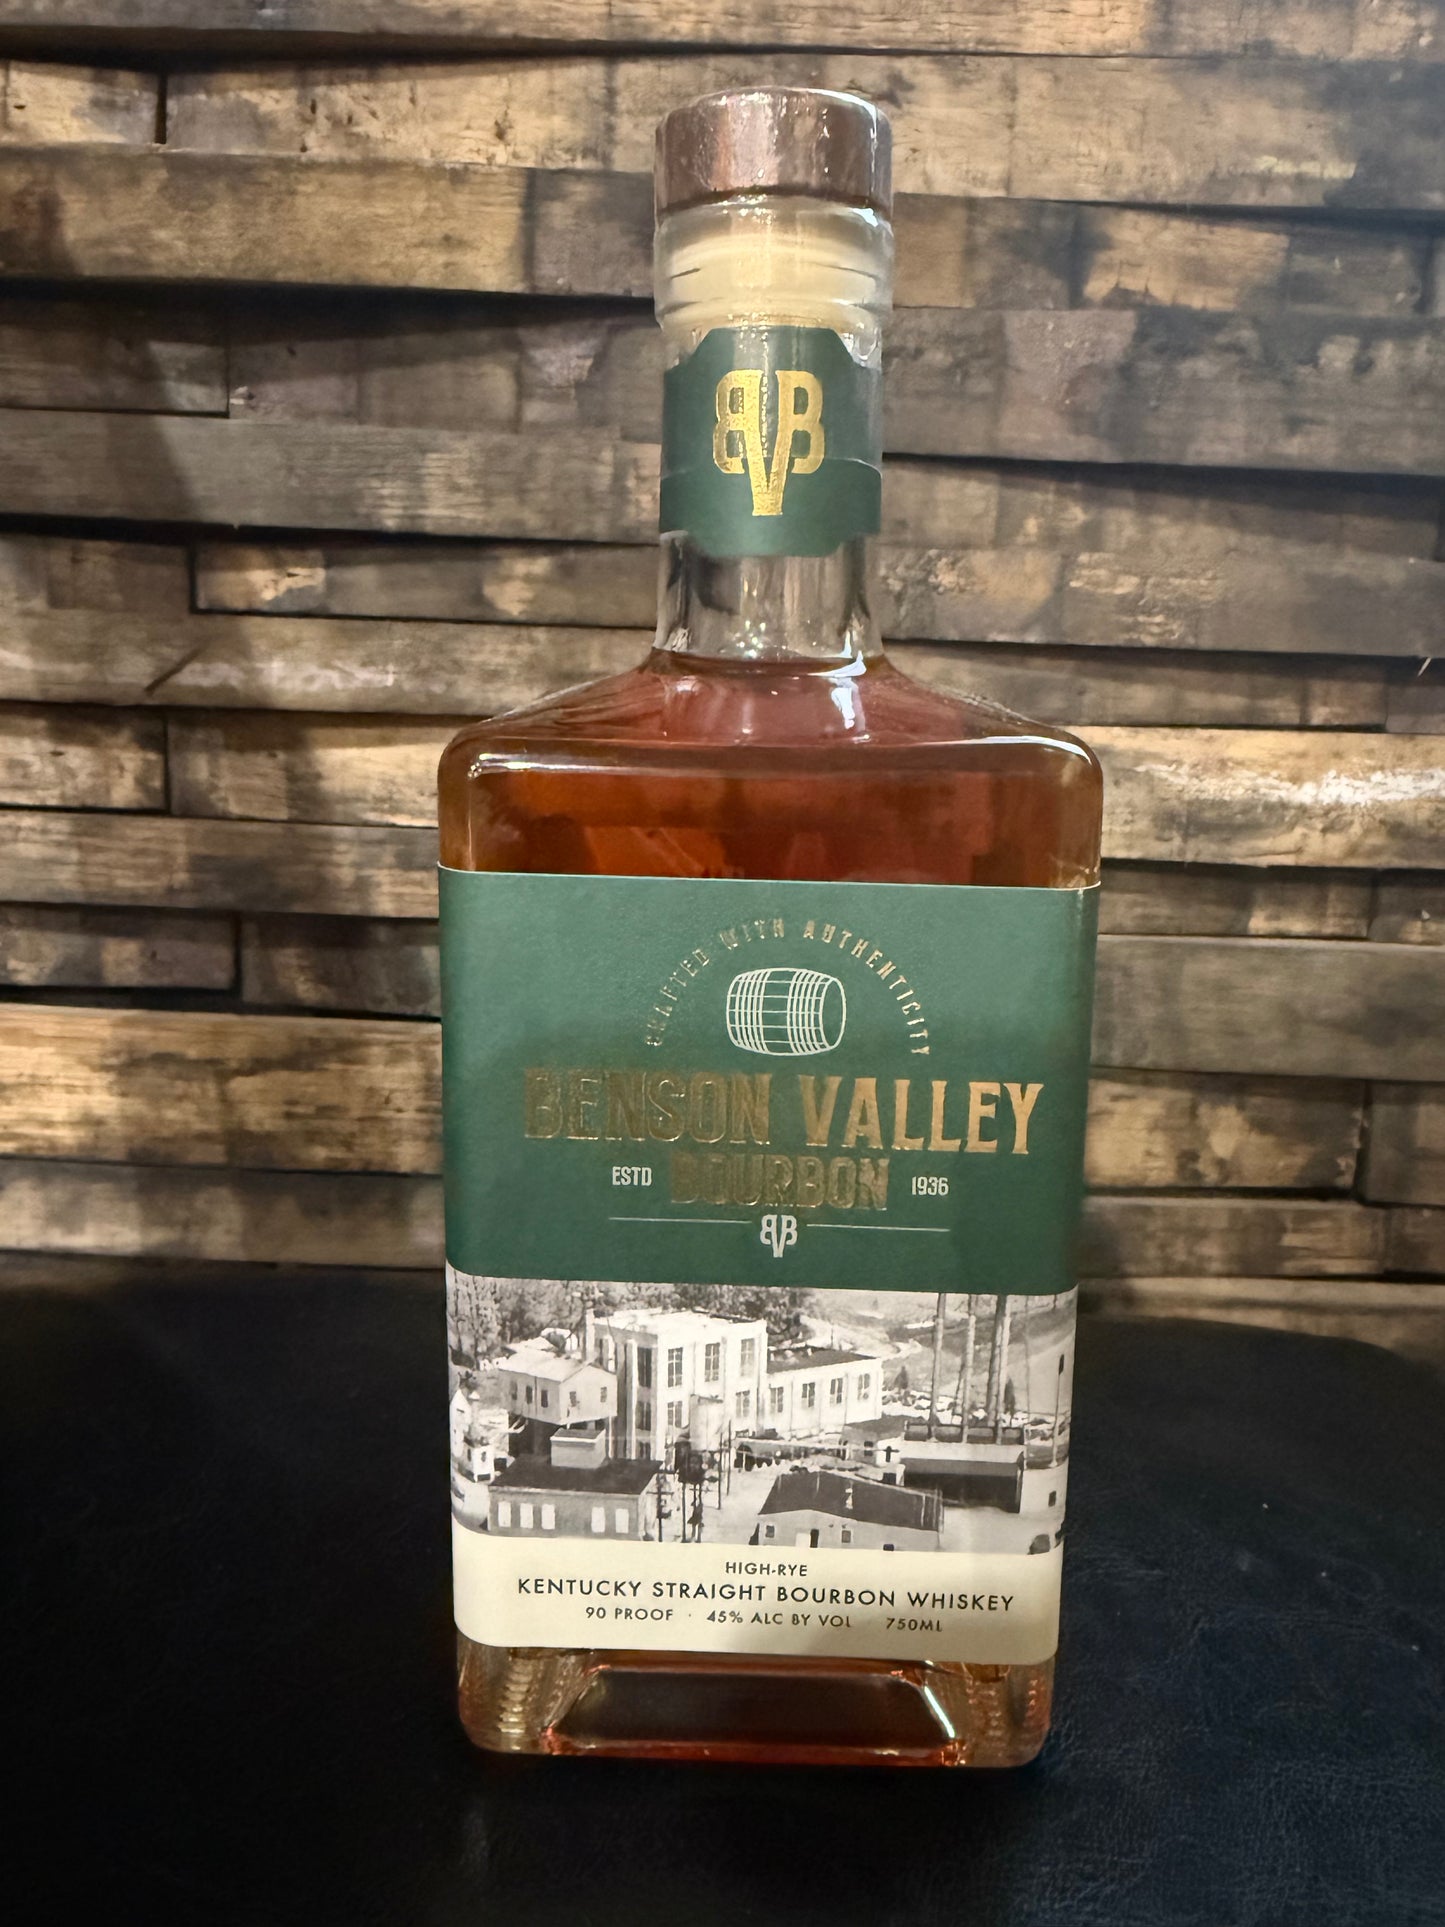 BVB
CRAFTED WITH AUTHENTICITY
BENSON VALLEY
ESTD BOURBON 1936
BVB
HIGH-RYE
KENTUCKY STRAIGHT BOURBON WHISKEY
90 PROOF · 45% ALC BY VOL 750ML